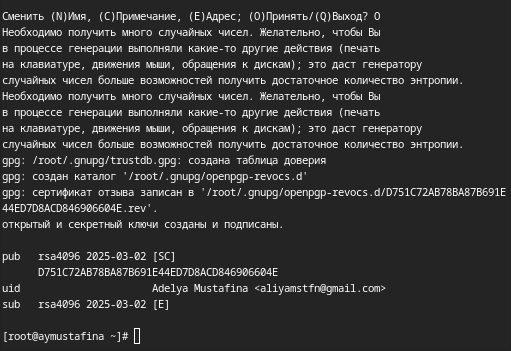 Сменить (N)Имя, (C)Примечание, (E)Адрес; (O)Принять/(Q)Выход? O
Необходимо получить много случайных чисел. Желательно, чтобы Вы
в процессе генерации выполняли какие-то другие действия (печать
на клавиатуре, движения мыши, обращения к дискам); это даст генератору
случайных чисел больше возможностей получить достаточное количество энтропии.
Необходимо получить много случайных чисел. Желательно, чтобы Вы
в процессе генерации выполняли какие-то другие действия (печать
на клавиатуре, движения мыши, обращения к дискам); это даст генератору
случайных чисел больше возможностей получить достаточное количество энтропии.
gpg: /root/.gnupg/trustdb.gpg: создана таблица доверия
gpg: создан каталог '/root/.gnupg/openpgp-revocs.d'
gpg: сертификат отзыва записан в '/root/.gnupg/openpgp-revocs.d/D751C72AB78BA87B691E
44ED7D8ACD846906604E.rev'.
открытый и секретный ключи созданы и подписаны.
pub   rsa4096 2025-03-02 [SC]
      D751C72AB78BA87B691E44ED7D8ACD846906604E
uid                      Adelya Mustafina <aliyamstfn@gmail.com>
sub   rsa4096 2025-03-02 [E]
[root@aymustafina ~]#